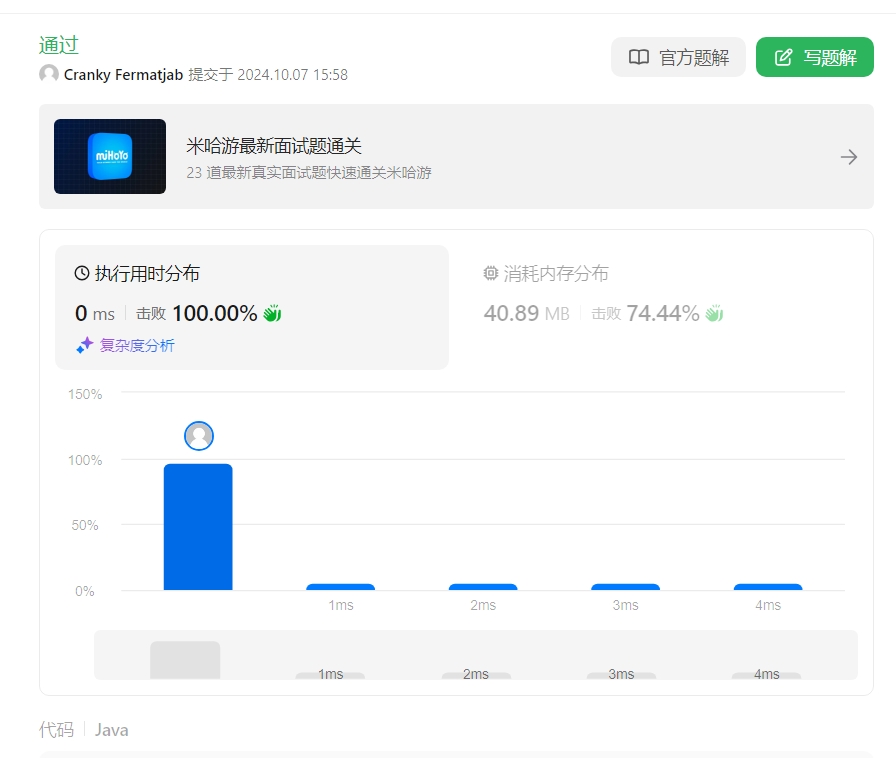 通过
Cranky Fermatjab 提交于 2024.10.07 15:58
官方题解
写题解
miHoYo
米哈游最新面试题通关
23 道最新真实面试题快速通关米哈游
执行用时分布
0 ms 击败 100.00%
复杂度分析
消耗内存分布
40.89 MB 击败 74.44%
150%
100%
50%
0%
1ms 2ms 3ms 4ms
1ms 2ms 3ms 4ms
代码 Java